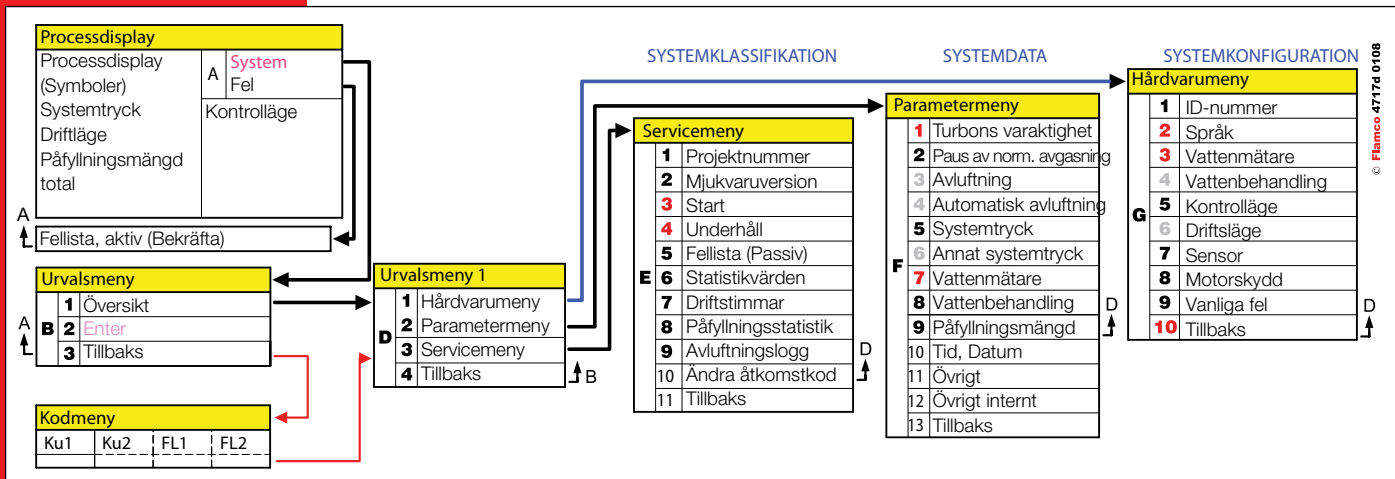 Processdisplay
Processdisplay
(Symboler)
Systemtryck
Driftläge
Påfyllningsmängd
total
A
System
Fel
Kontrolläge
A
Fellista, aktiv (Bekräfta)
Urvalsmeny
A
B
1 Översikt
2 Enter
3 Tillbaks
Kodmeny
Ku1 Ku2 FL1 FL2
Urvalsmeny 1
D
1 Hårdvarumeny
2 Parametermeny
3 Servicemeny
4 Tillbaks
B
SYSTEMKLASSIFIKATION
Servicemeny
E
1 Projektnummer
2 Mjukvaruversion
3 Start
4 Underhåll
5 Fellista (Passiv)
6 Statistikvärden
7 Driftstimmar
8 Påfyllningsstatistik
9 Avluftningslogg
10 Ändra åtkomstkod
11 Tillbaks
D
SYSTEMDATA
Parametermeny
F
1 Turbons varaktighet
2 Paus av norm. avgasning
3 Avluftning
4 Automatisk avluftning
5 Systemtryck
6 Annat systemtryck
7 Vattenmätare
8 Vattenbehandling
9 Påfyllningsmängd
10 Tid, Datum
11 Övrigt
12 Övrigt internt
13 Tillbaks
D
SYSTEMKONFIGURATION
Hårdvarumeny
G
1 ID-nummer
2 Språk
3 Vattenmätare
4 Vattenbehandling
5 Kontrolläge
6 Driftsläge
7 Sensor
8 Motorskydd
9 Vanliga fel
10 Tillbaks
D
© Flamco 4717d 0108